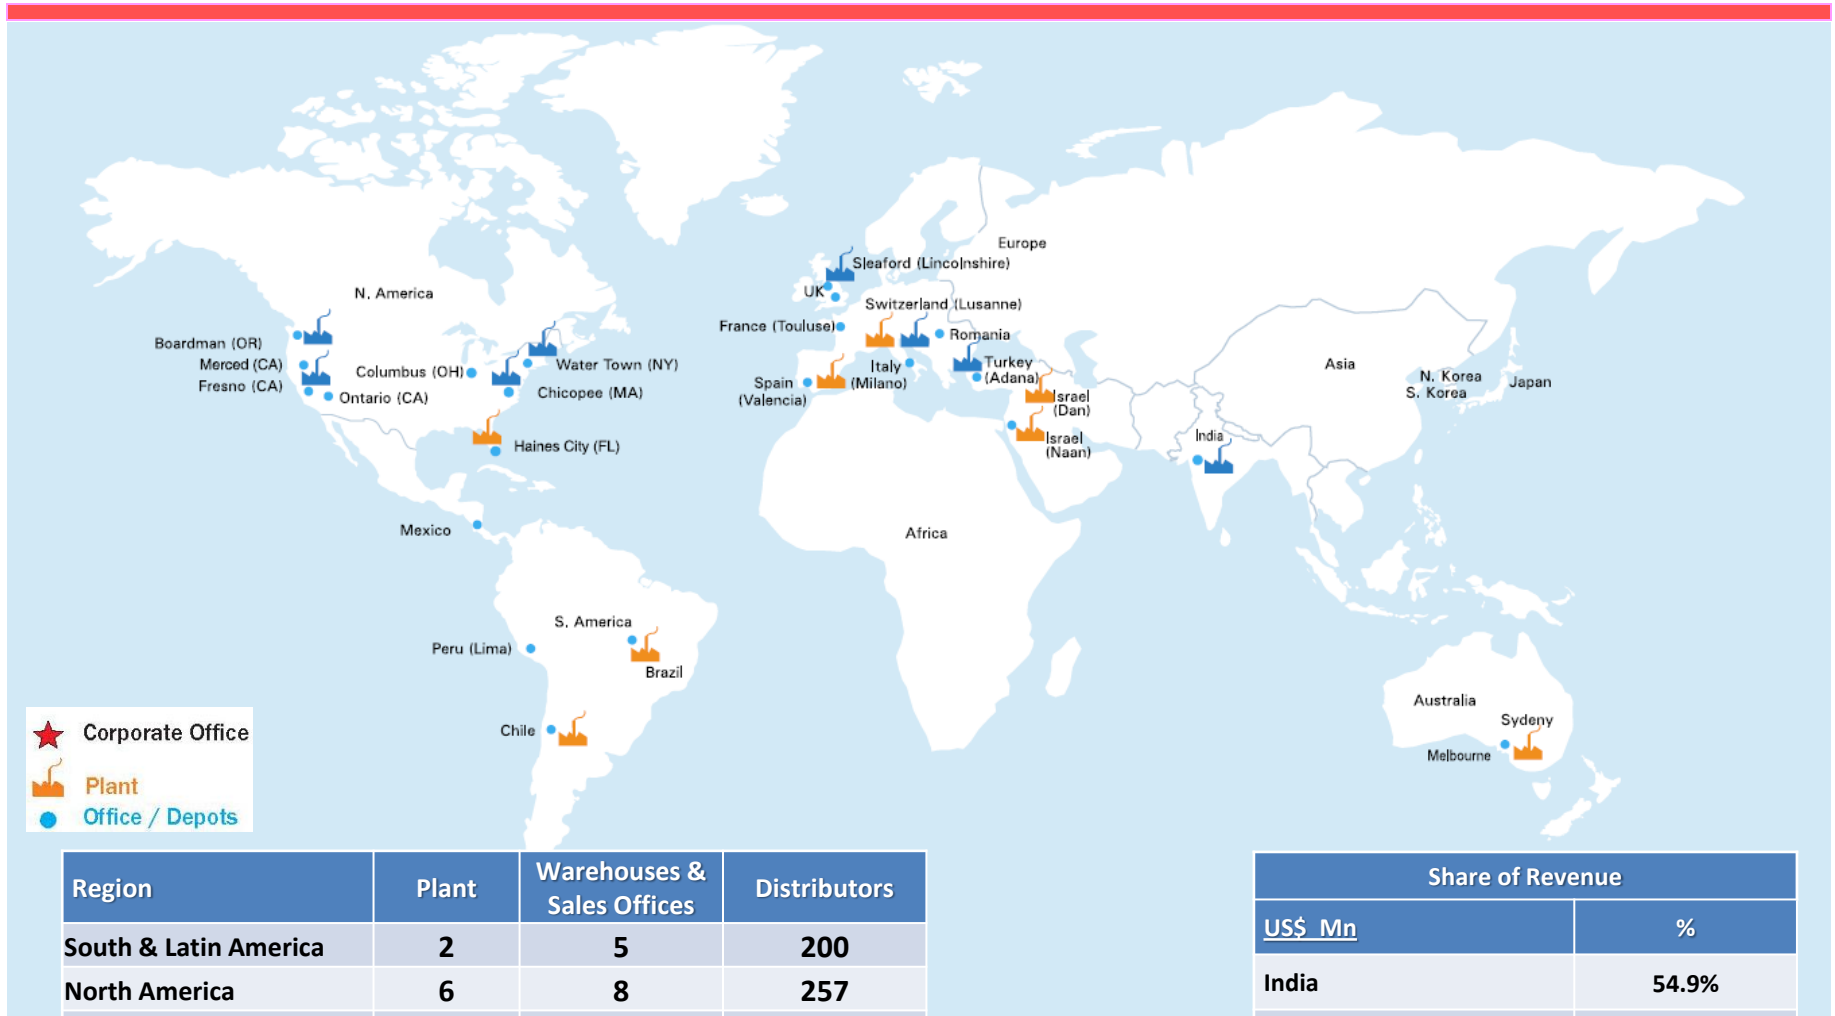 Europe
Sleaford (Lincolnshire)
N. America
UK
Switzerland (Lusanne)
France (Touluse)
Romania
Boardman (OR)
Merced (CA)
Columbus (OH)
Water Town (NY)
Italy
(Milano)
Turkey
(Adana)
Asia
N. Korea
S. Korea
Japan
Fresno (CA)
Ontario (CA)
Chicopee (MA)
Spain
(Valencia)
Israel
(Dan)
Haines City (FL)
Israel
(Naan)
India
Mexico
Africa
S. America
Peru (Lima)
Brazil
Australia
Sydeny
Chile
Melbourne
Corporate Office
Plant
Office / Depots
Region Plant Warehouses & Sales Offices Distributors
South & Latin America 2 5 200
North America 6 8 257
Share of Revenue
US$ Mn %
India 54.9%